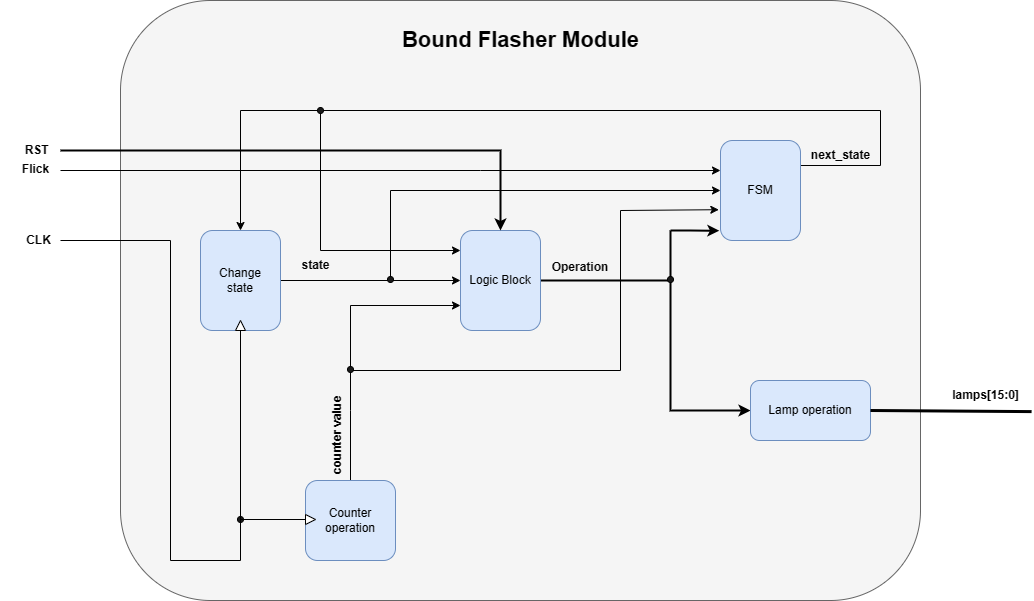 Bound Flasher Module
RST
Flick
next_state
FSM
CLK
Change
state
state
Logic Block
Operation
lamps[15:0]
Lamp operation
counter value
Counter
operation